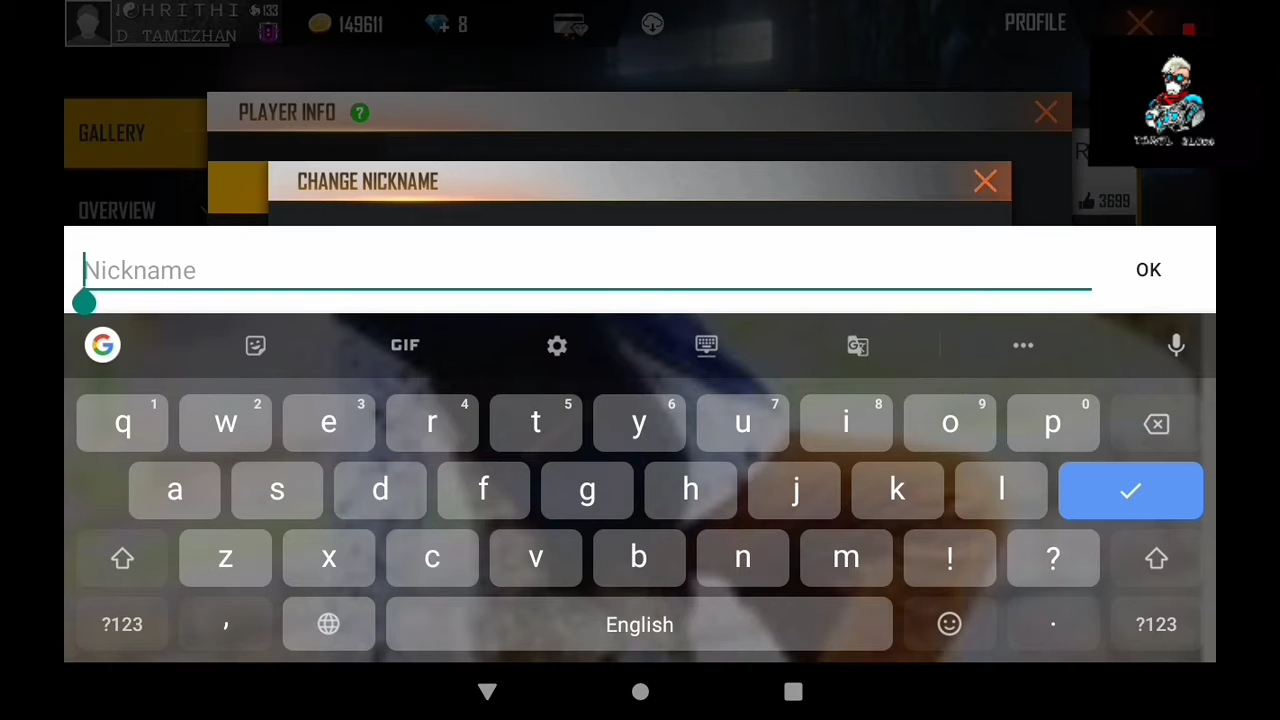 HRITHI
133
149611
8
PROFILE
D TAMIZHAN
PLAYER INFO ?
GALLERY
CHANGE NICKNAME
3699
OVERVIEW
Nickname
OK
G
GIF
q 1 w 2 e 3 r 4 t 5 y 6 u 7 i 8 o 9 p 0
a s d f g h j k l
z x c v b n m ! ?
?123 , English . ?123